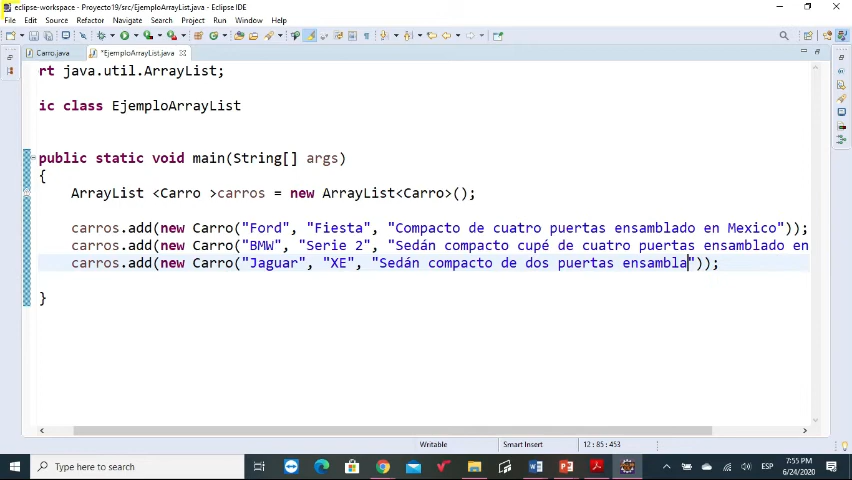 eclipse-workspace - Proyecto19/src/EjemploArrayList.java - Eclipse IDE
File Edit Source Refactor Navigate Search Project Run Window Help
Carro.java *EjemploArrayList.java
rt java.util.ArrayList;
ic class EjemploArrayList
public static void main(String[] args)
{
ArrayList <Carro >carros = new ArrayList<Carro>();
carros.add(new Carro("Ford", "Fiesta", "Compacto de cuatro puertas ensamblado en Mexico"));
carros.add(new Carro("BMW", "Serie 2", "Sedán compacto cupé de cuatro puertas ensamblado en
carros.add(new Carro("Jaguar", "XE", "Sedán compacto de dos puertas ensambla"));
}
Writable Smart Insert 12 : 85 : 453
Type here to search
ESP
7:55 PM
6/24/2020